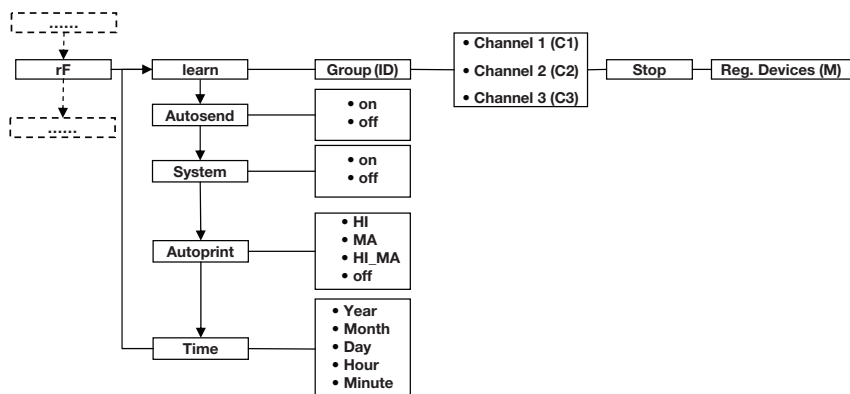 ......
rF
......
learn
Group (ID)
• Channel 1 (C1)
• Channel 2 (C2)
• Channel 3 (C3)
Stop
Reg. Devices (M)
Autosend
• on
• off
System
• on
• off
Autoprint
• HI
• MA
• HI_MA
• off
Time
• Year
• Month
• Day
• Hour
• Minute